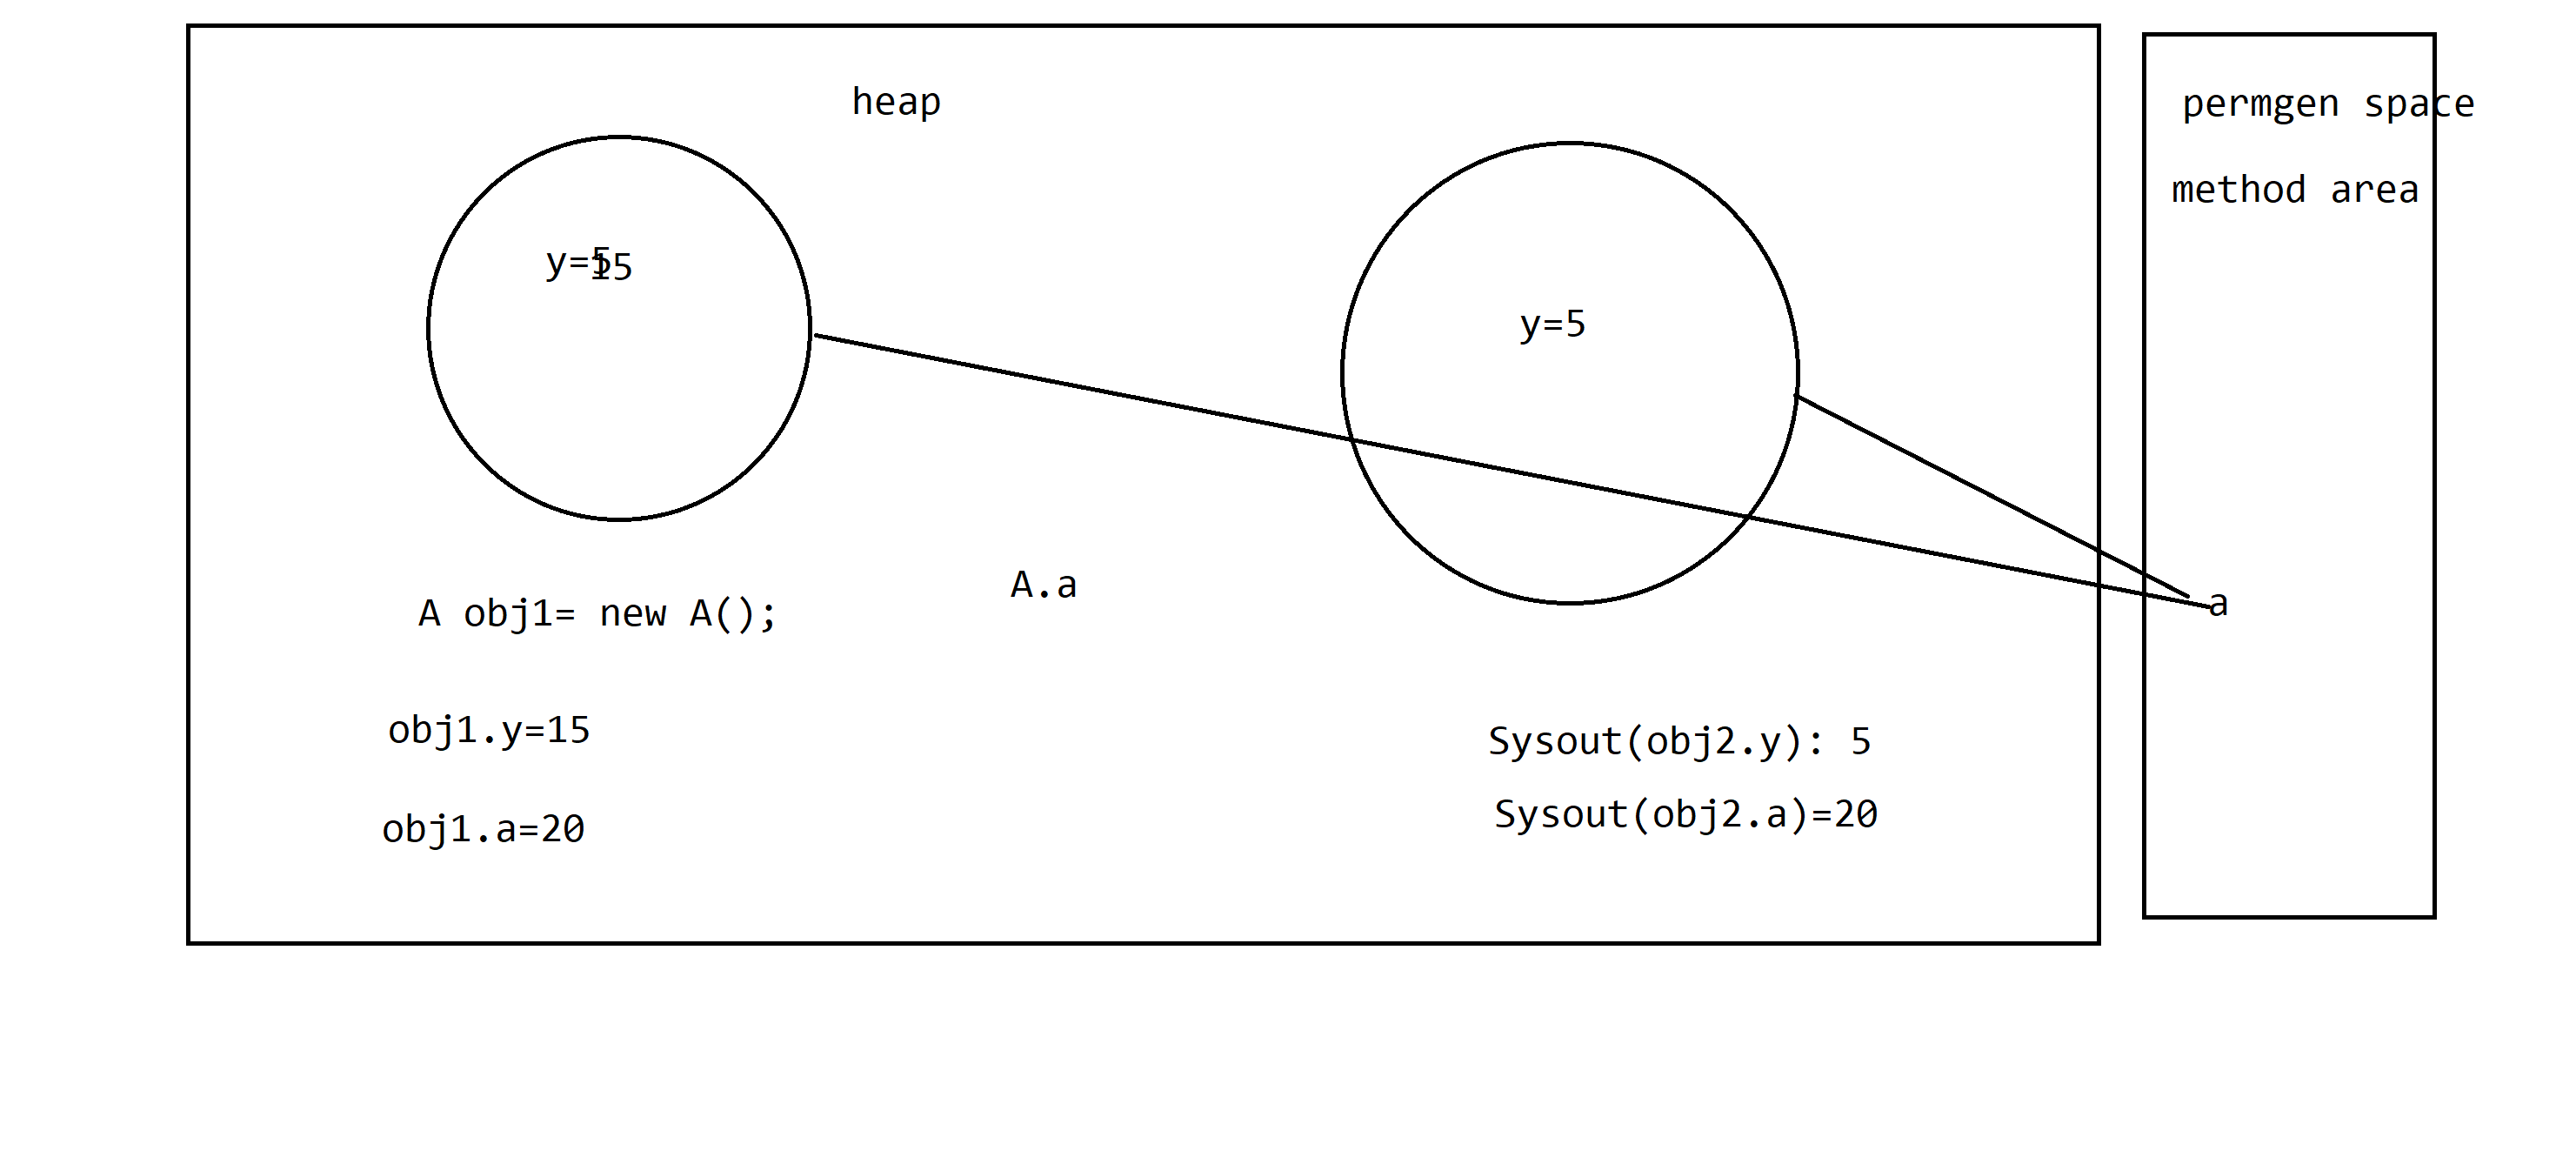 heap
permgen space
method area
y=5
15
y=5
A.a
A obj1= new A();
a
obj1.y=15
obj1.a=20
Sysout(obj2.y): 5
Sysout(obj2.a)=20